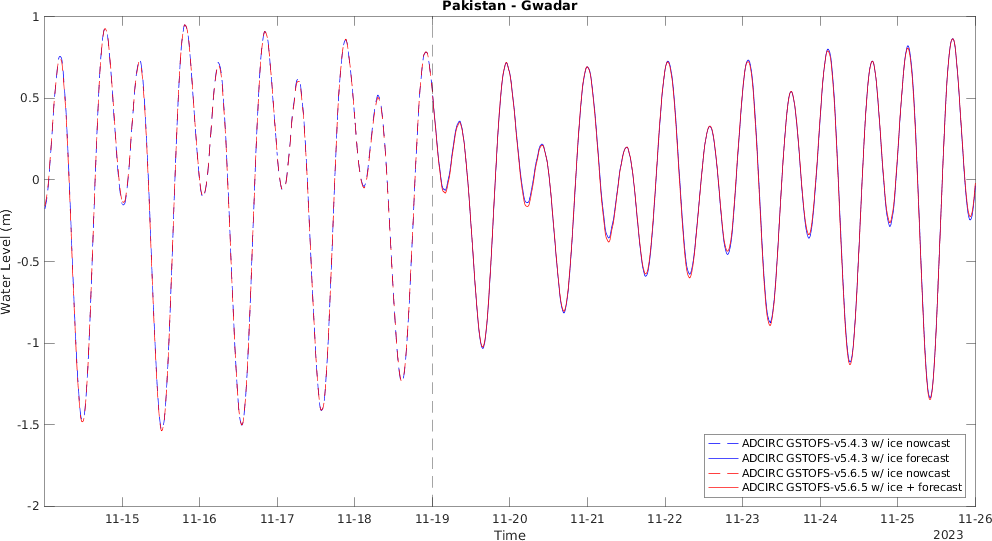 Pakistan - Gwadar
1
0.5
0
-0.5
-1
-1.5
-2
Water Level (m)
ADCIRC GSTOFS-v5.4.3 w/ ice nowcast
ADCIRC GSTOFS-v5.4.3 w/ ice forecast
ADCIRC GSTOFS-v5.6.5 w/ ice nowcast
ADCIRC GSTOFS-v5.6.5 w/ ice + forecast
11-15 11-16 11-17 11-18 11-19 11-20 11-21 11-22 11-23 11-24 11-25 11-26
Time
2023